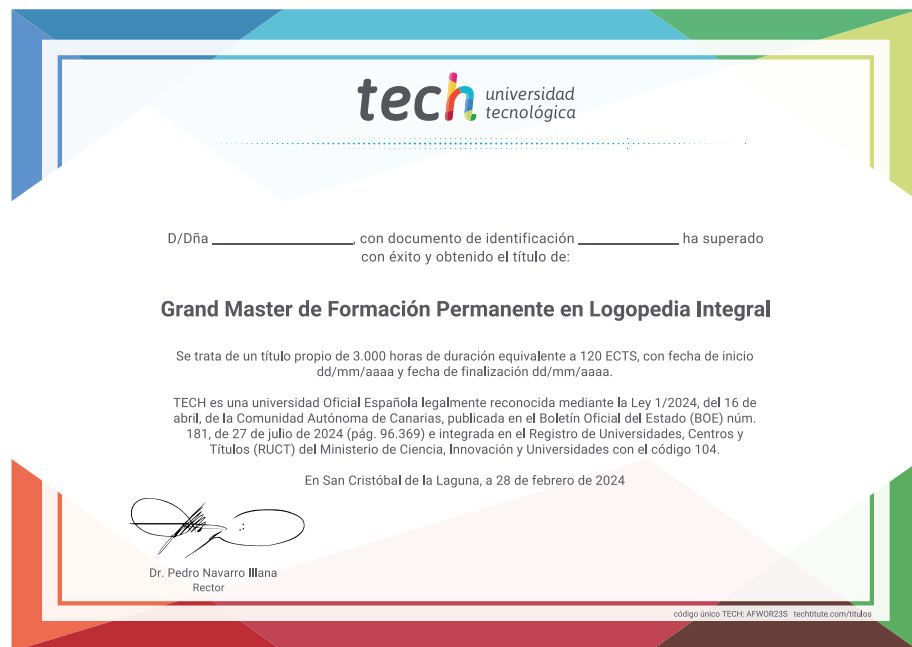 tech universidad
tecnológica
D/Dña ______________, con documento de identificación __________ ha superado
con éxito y obtenido el título de:
Grand Master de Formación Permanente en Logopedia Integral
Se trata de un título propio de 3.000 horas de duración equivalente a 120 ECTS, con fecha de inicio
dd/mm/aaaa y fecha de finalización dd/mm/aaaa.
TECH es una universidad Oficial Española legalmente reconocida mediante la Ley 1/2024, del 16 de
abril, de la Comunidad Autónoma de Canarias, publicada en el Boletín Oficial del Estado (BOE) núm.
181, de 27 de julio de 2024 (pág. 96.369) e integrada en el Registro de Universidades, Centros y
Títulos (RUCT) del Ministerio de Ciencia, Innovación y Universidades con el código 104.
En San Cristóbal de la Laguna, a 28 de febrero de 2024
Dr. Pedro Navarro Illana
Rector
código único TECH: AFWOR23S techtitute.com/titulos